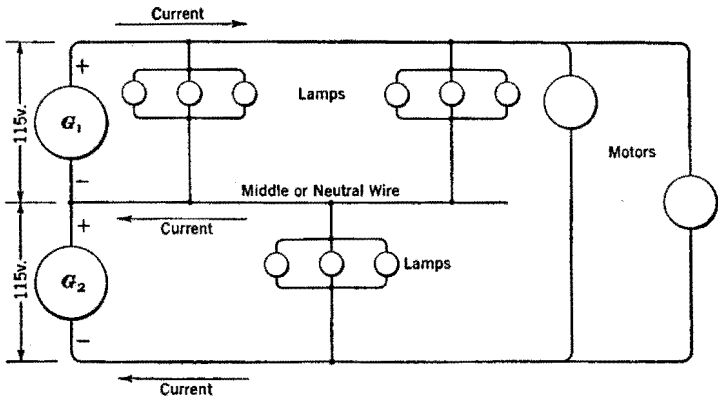 Current
+
115v.
G₁
Lamps
Motors
−
Middle or Neutral Wire
+
Current
115v.
G₂
Lamps
−
Current